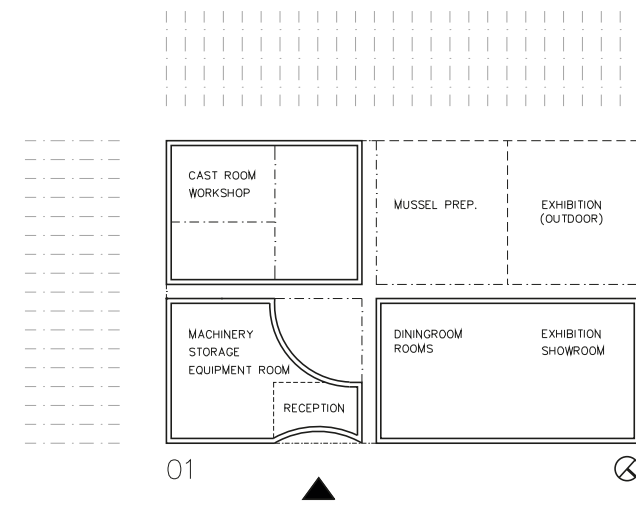 CAST ROOM
WORKSHOP
MUSSEL PREP.
EXHIBITION
(OUTDOOR)
MACHINERY
STORAGE
EQUIPMENT ROOM
RECEPTION
DININGROOM
ROOMS
EXHIBITION
SHOWROOM
01